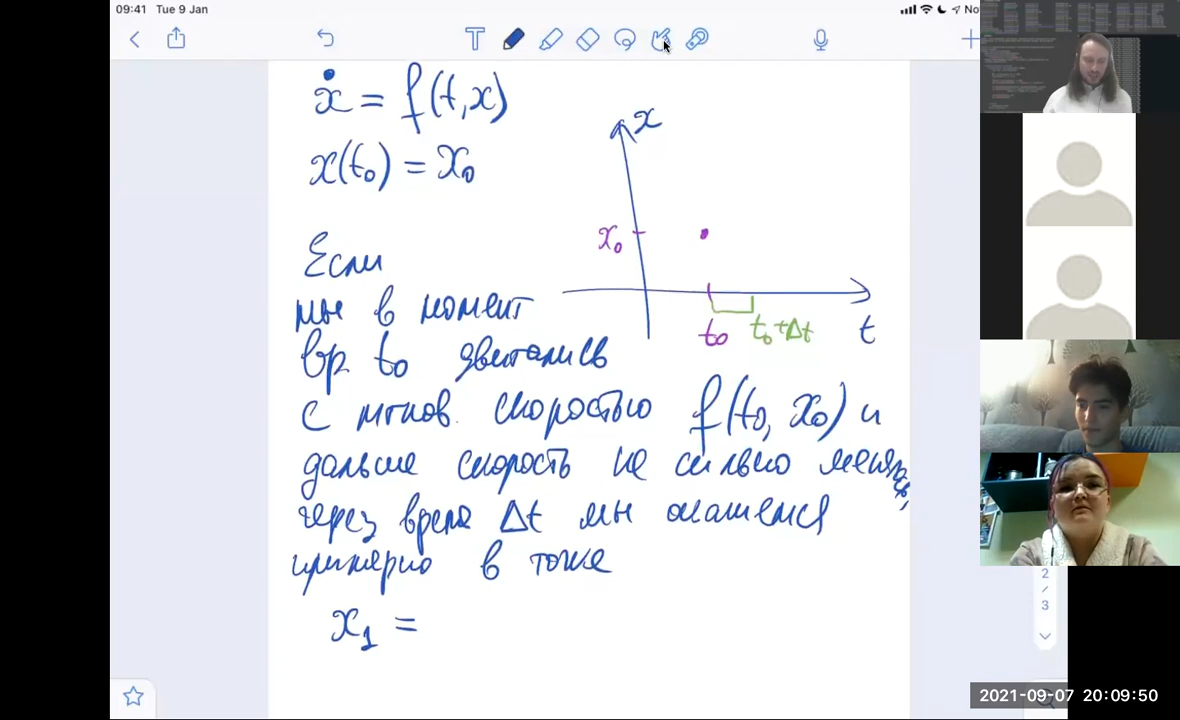 09:41 Tue 9 Jan
No
ẋ = f(t,x)
x(t₀) = x₀
x
x₀
t₀
t₀+Δt
t
Если
мы в момент
вр t₀ двигались
с мгнов. скоростью f(t₀, x₀) и
дальше скорость не сильно менялась,
через время Δt мы окажемся
примерно в точке
x₁ =
2
/
3
2021-09-07 20:09:50